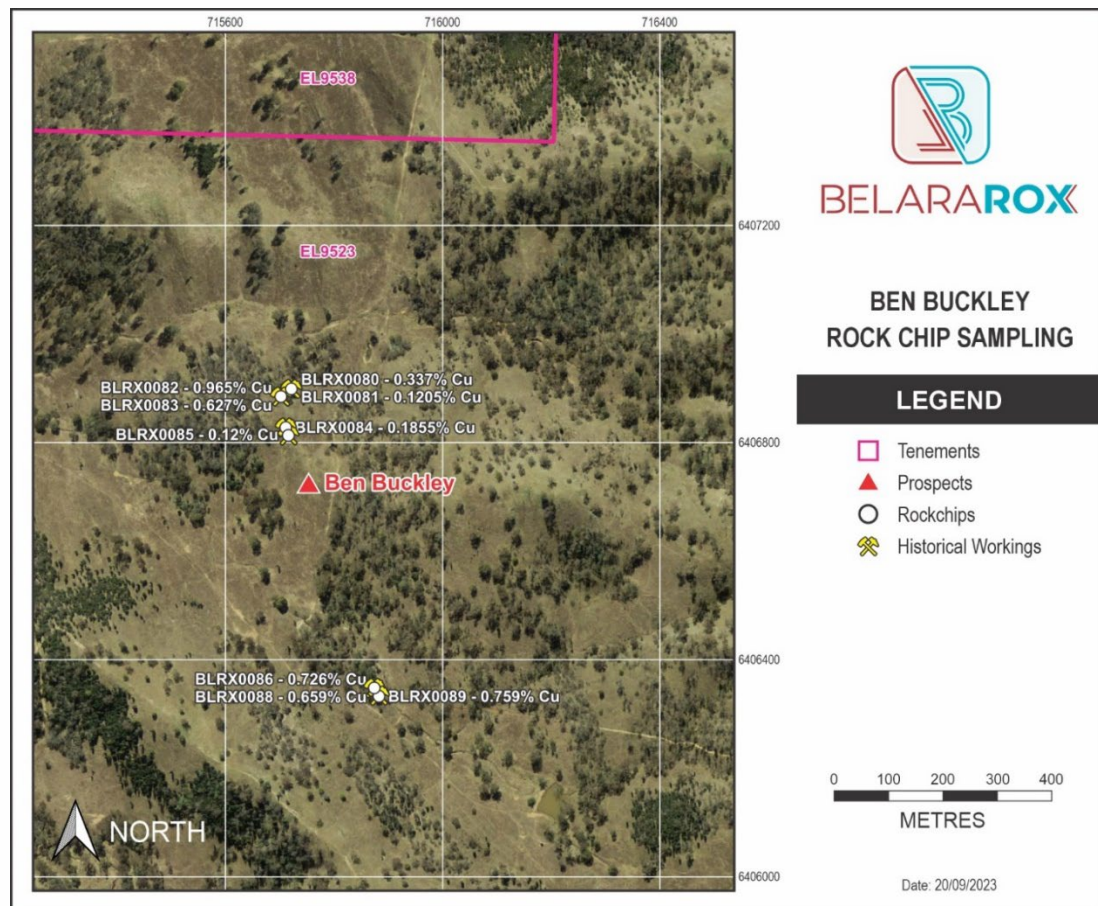 715600
716000
716400
EL9538
6407200
EL9523
BLRX0082 - 0.965% Cu
BLRX0083 - 0.627% Cu
BLRX0080 - 0.337% Cu
BLRX0081 - 0.1205% Cu
BLRX0084 - 0.1855% Cu
BLRX0085 - 0.12% Cu
6406800
Ben Buckley
6406400
BLRX0086 - 0.726% Cu
BLRX0088 - 0.659% Cu
BLRX0089 - 0.759% Cu
NORTH
6406000
BELARAROX
BEN BUCKLEY
ROCK CHIP SAMPLING
LEGEND
Tenements
Prospects
Rockchips
Historical Workings
0 100 200 300 400
METRES
Date: 20/09/2023